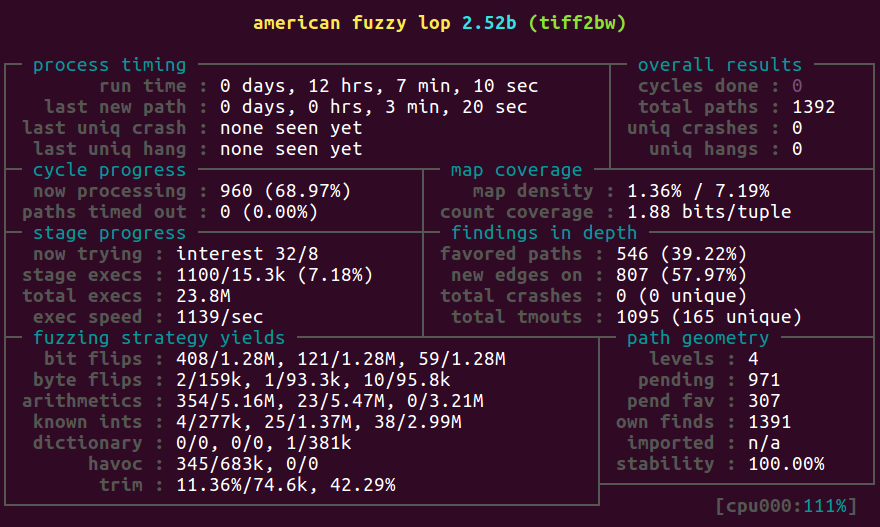 american fuzzy lop 2.52b (tiff2bw)
process timing overall results
run time : 0 days, 12 hrs, 7 min, 10 sec cycles done : 0
last new path : 0 days, 0 hrs, 3 min, 20 sec total paths : 1392
last uniq crash : none seen yet uniq crashes : 0
last uniq hang : none seen yet uniq hangs : 0
cycle progress map coverage
now processing : 960 (68.97%) map density : 1.36% / 7.19%
paths timed out : 0 (0.00%) count coverage : 1.88 bits/tuple
stage progress findings in depth
now trying : interest 32/8 favored paths : 546 (39.22%)
stage execs : 1100/15.3k (7.18%) new edges on : 807 (57.97%)
total execs : 23.8M total crashes : 0 (0 unique)
exec speed : 1139/sec total tmouts : 1095 (165 unique)
fuzzing strategy yields path geometry
bit flips : 408/1.28M, 121/1.28M, 59/1.28M levels : 4
byte flips : 2/159k, 1/93.3k, 10/95.8k pending : 971
arithmetics : 354/5.16M, 23/5.47M, 0/3.21M pend fav : 307
known ints : 4/277k, 25/1.37M, 38/2.99M own finds : 1391
dictionary : 0/0, 0/0, 1/381k imported : n/a
havoc : 345/683k, 0/0 stability : 100.00%
trim : 11.36%/74.6k, 42.29%
[cpu000:111%]